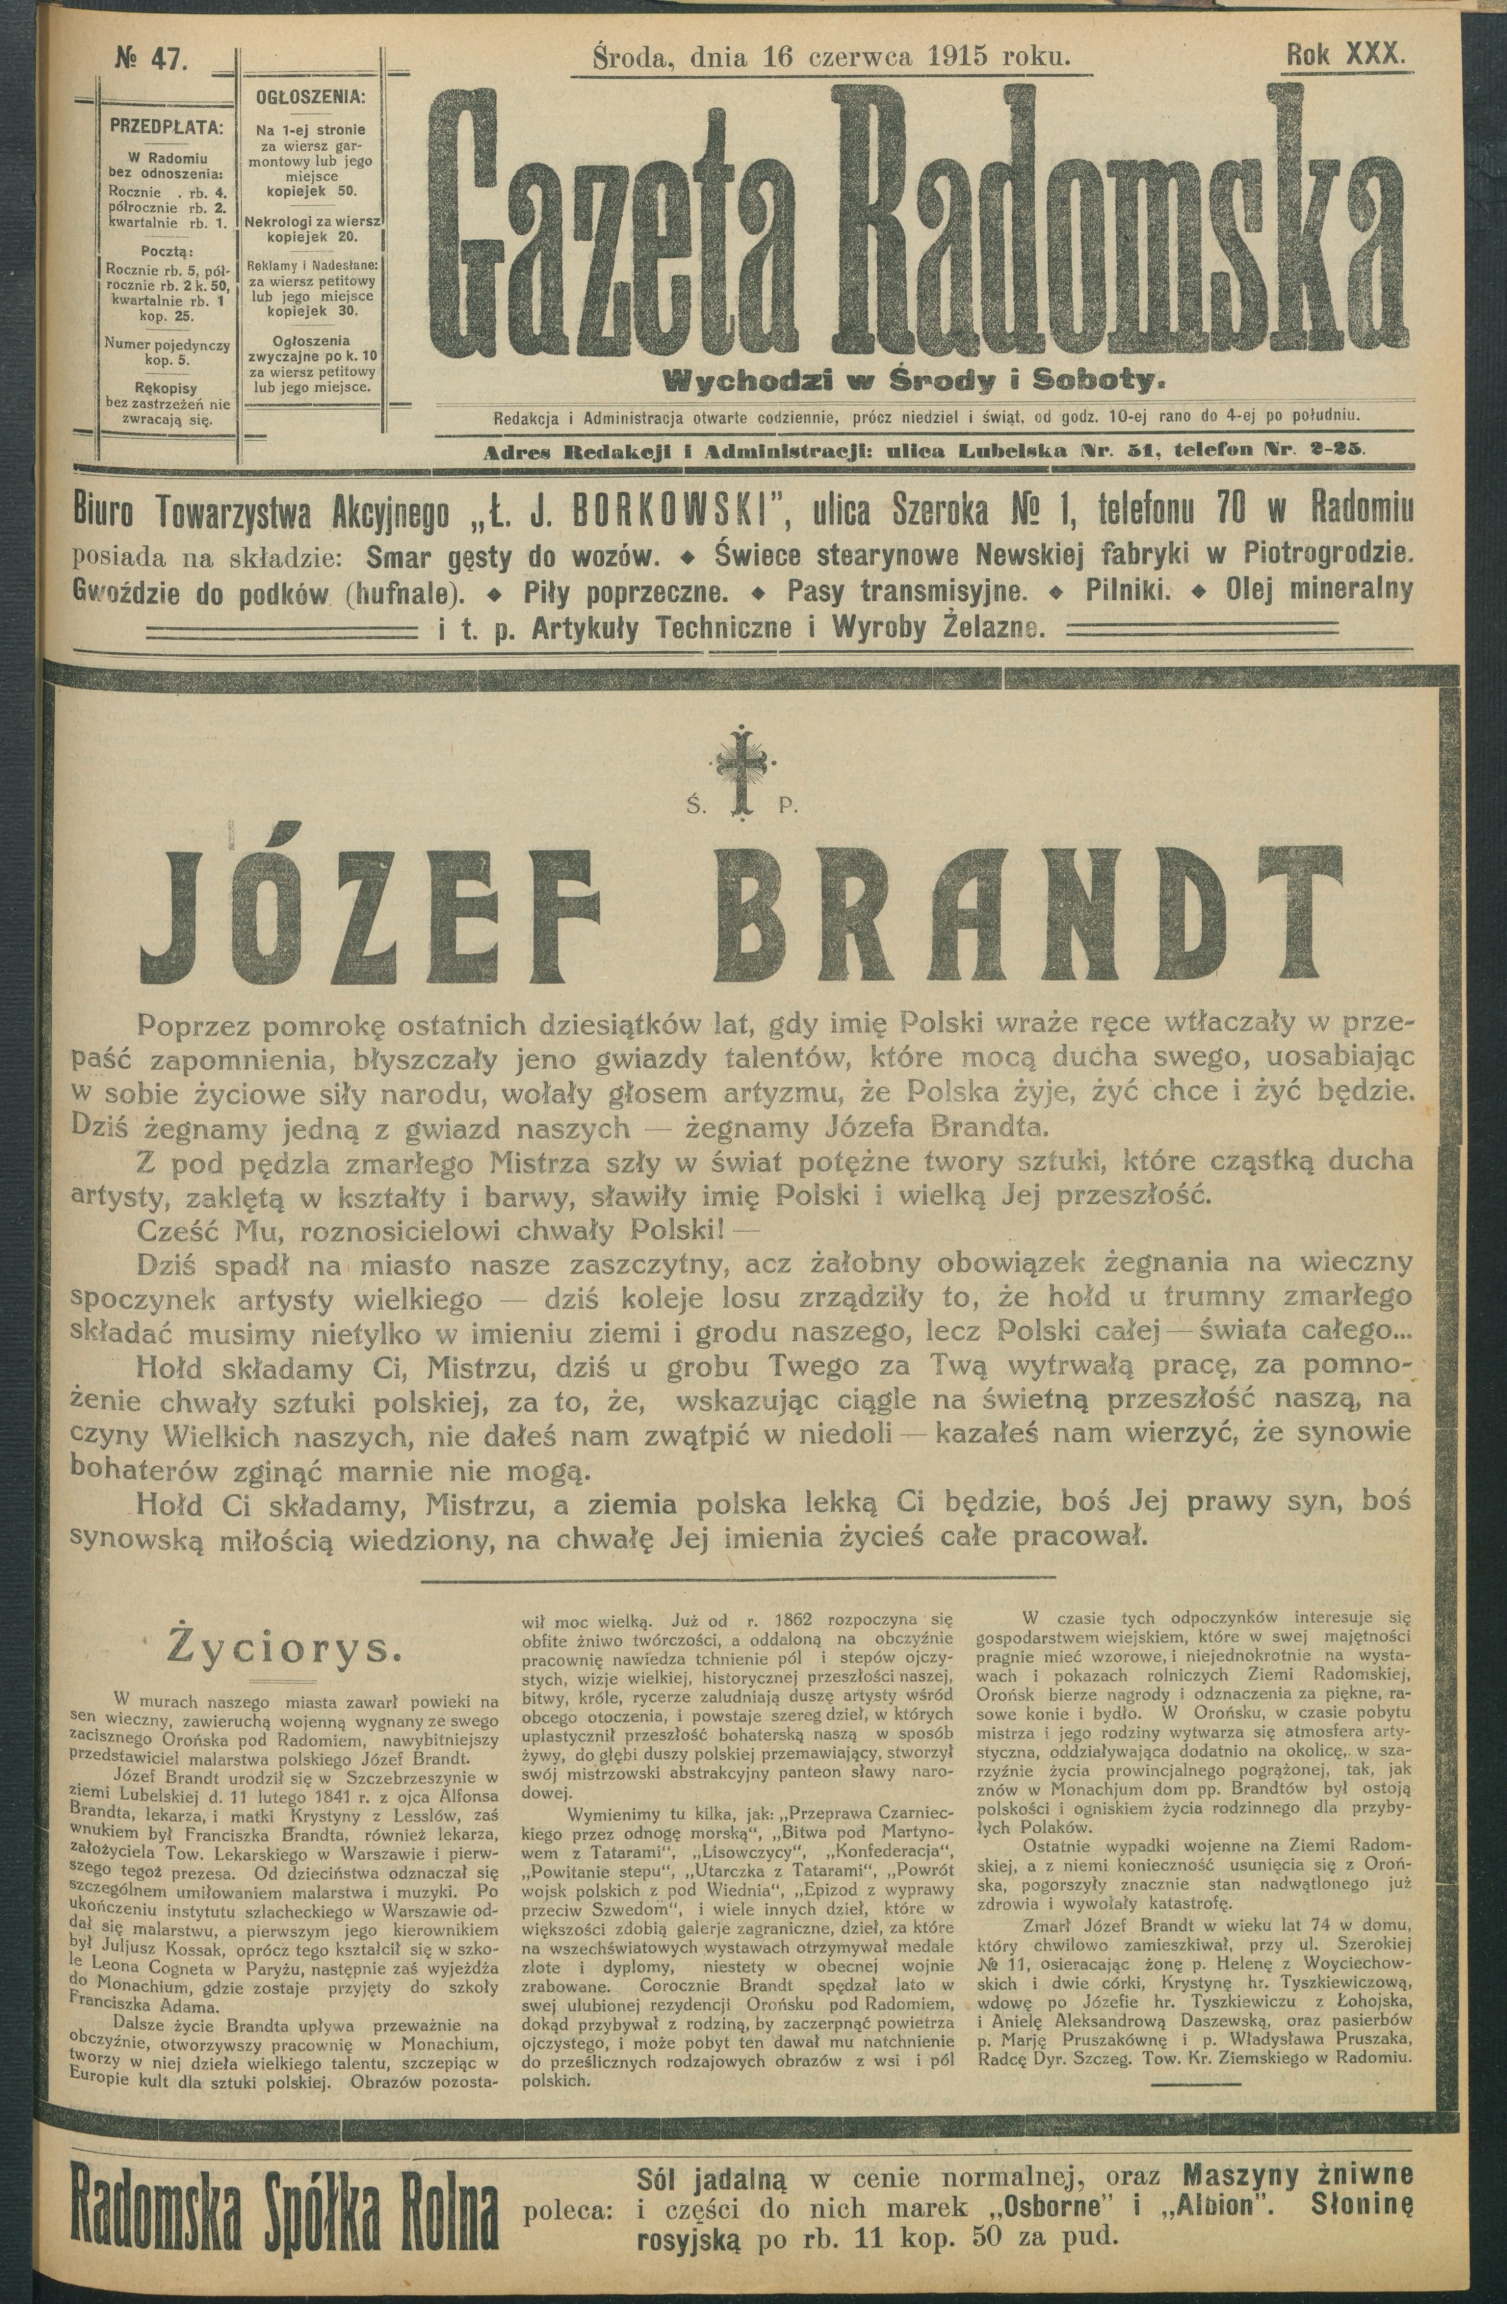 № 47.
Środa, dnia 16 czerwca 1915 roku.
Rok XXX.
PRZEDPŁATA:
W Radomiu
bez odnoszenia:
Rocznie . rb. 4.
półrocznie rb. 2.
kwartalnie rb. 1.
Pocztą:
Rocznie rb. 5, pół-
rocznie rb. 2 k. 50,
kwartalnie rb. 1
kop. 25.
Numer pojedynczy
kop. 5.
Rękopisy
bez zastrzeżeń nie
zwracają się.
OGŁOSZENIA:
Na 1-ej stronie
za wiersz gar-
montowy lub jego
miejsce
kopiejek 50.
Nekrologi za wiersz
kopiejek 20.
Reklamy i Nadesłane:
za wiersz petitowy
lub jego miejsce
kopiejek 30.
Ogłoszenia
zwyczajne po k. 10
za wiersz petitowy
lub jego miejsce.
Gazeta Radomska
Wychodzi w Środy i Soboty.
Redakcja i Administracja otwarte codziennie, prócz niedziel i świąt, od godz. 10-ej rano do 4-ej po południu.
Adres Redakcji i Administracji: ulica Lubelska Nr. 51, telefon Nr. 2-25.
Biuro Towarzystwa Akcyjnego „Ł. J. BORKOWSKI”, ulica Szeroka № 1, telefonu 70 w Radomiu
posiada na składzie: Smar gęsty do wozów. ◆ Świece stearynowe Newskiej fabryki w Piotrogrodzie.
Gwoździe do podków (hufnale). ◆ Piły poprzeczne. ◆ Pasy transmisyjne. ◆ Pilniki. ◆ Olej mineralny
i t. p. Artykuły Techniczne i Wyroby Żelazne.
Ś. P.
JÓZEF BRANDT
Poprzez pomrokę ostatnich dziesiątków lat, gdy imię Polski wraże ręce wtłaczały w prze-
paść zapomnienia, błyszczały jeno gwiazdy talentów, które mocą ducha swego, uosabiając
w sobie życiowe siły narodu, wołały głosem artyzmu, że Polska żyje, żyć chce i żyć będzie.
Dziś żegnamy jedną z gwiazd naszych — żegnamy Józefa Brandta.
Z pod pędzla zmarłego Mistrza szły w świat potężne twory sztuki, które cząstką ducha
artysty, zaklętą w kształty i barwy, sławiły imię Polski i wielką Jej przeszłość.
Cześć Mu, roznosicielowi chwały Polski! —
Dziś spadł na miasto nasze zaszczytny, acz żałobny obowiązek żegnania na wieczny
spoczynek artysty wielkiego — dziś koleje losu zrządziły to, że hołd u trumny zmarłego
składać musimy nietylko w imieniu ziemi i grodu naszego, lecz Polski całej — świata całego...
Hołd składamy Ci, Mistrzu, dziś u grobu Twego za Twą wytrwałą pracę, za pomno-
żenie chwały sztuki polskiej, za to, że, wskazując ciągle na świetną przeszłość naszą, na
czyny Wielkich naszych, nie dałeś nam zwątpić w niedoli — kazałeś nam wierzyć, że synowie
bohaterów zginąć marnie nie mogą.
Hołd Ci składamy, Mistrzu, a ziemia polska lekką Ci będzie, boś Jej prawy syn, boś
synowską miłością wiedziony, na chwałę Jej imienia życieś całe pracował.
Życiorys.
W murach naszego miasta zawarł powieki na
sen wieczny, zawieruchą wojenną wygnany ze swego
zacisznego Orońska pod Radomiem, nawybitniejszy
przedstawiciel malarstwa polskiego Józef Brandt.
Józef Brandt urodził się w Szczebrzeszynie w
ziemi Lubelskiej d. 11 lutego 1841 r. z ojca Alfonsa
Brandta, lekarza, i matki Krystyny z Lesslów, zaś
wnukiem był Franciszka Brandta, również lekarza,
założyciela Tow. Lekarskiego w Warszawie i pierw-
szego tegoż prezesa. Od dzieciństwa odznaczał się
szczególnem umiłowaniem malarstwa i muzyki. Po
ukończeniu instytutu szlacheckiego w Warszawie od-
dał się malarstwu, a pierwszym jego kierownikiem
był Juljusz Kossak, oprócz tego kształcił się w szko-
le Leona Cogneta w Paryżu, następnie zaś wyjeżdża
do Monachium, gdzie zostaje przyjęty do szkoły
Franciszka Adama.
Dalsze życie Brandta upływa przeważnie na
obczyźnie, otworzywszy pracownię w Monachium,
tworzy w niej dzieła wielkiego talentu, szczepiąc w
Europie kult dla sztuki polskiej. Obrazów pozosta-
wił moc wielką. Już od r. 1862 rozpoczyna się
obfite żniwo twórczości, a oddaloną na obczyźnie
pracownię nawiedza tchnienie pól i stepów ojczy-
stych, wizje wielkiej, historycznej przeszłości naszej,
bitwy, króle, rycerze zaludniają duszę artysty wśród
obcego otoczenia, i powstaje szereg dzieł, w których
uplastycznił przeszłość bohaterską naszą w sposób
żywy, do głębi duszy polskiej przemawiający, stworzył
swój mistrzowski abstrakcyjny panteon sławy naro-
dowej.
Wymienimy tu kilka, jak: „Przeprawa Czarniec-
kiego przez odnogę morską“, „Bitwa pod Martyno-
wem z Tatarami“, „Lisowczycy“, „Konfederacja“,
„Powitanie stepu“, „Utarczka z Tatarami“, „Powrót
wojsk polskich z pod Wiednia“, „Epizod z wyprawy
przeciw Szwedom“, i wiele innych dzieł, które w
większości zdobią galerje zagraniczne, dzieł, za które
na wszechświatowych wystawach otrzymywał medale
złote i dyplomy, niestety w obecnej wojnie
zrabowane. Corocznie Brandt spędzał lato w
swej ulubionej rezydencji Orońsku pod Radomiem,
dokąd przybywał z rodziną, by zaczerpnąć powietrza
ojczystego, i może pobyt ten dawał mu natchnienie
do prześlicznych rodzajowych obrazów z wsi i pól
polskich.
W czasie tych odpoczynków interesuje się
gospodarstwem wiejskiem, które w swej majętności
pragnie mieć wzorowe, i niejednokrotnie na wysta-
wach i pokazach rolniczych Ziemi Radomskiej,
Orońsk bierze nagrody i odznaczenia za piękne, ra-
sowe konie i bydło. W Orońsku, w czasie pobytu
mistrza i jego rodziny wytwarza się atmosfera arty-
styczna, oddziaływająca dodatnio na okolicę, w sza-
rzyźnie życia prowincjalnego pogrążonej, tak, jak
znów w Monachjum dom pp. Brandtów był ostoją
polskości i ogniskiem życia rodzinnego dla przyby-
łych Polaków.
Ostatnie wypadki wojenne na Ziemi Radom-
skiej, a z niemi konieczność usunięcia się z Oroń-
ska, pogorszyły znacznie stan nadwątlonego już
zdrowia i wywołały katastrofę.
Zmarł Józef Brandt w wieku lat 74 w domu,
który chwilowo zamieszkiwał, przy ul. Szerokiej
№ 11, osieracając żonę p. Helenę z Woyciechow-
skich i dwie córki, Krystynę hr. Tyszkiewiczową,
wdowę po Józefie hr. Tyszkiewiczu z Łohojska,
i Anielę Aleksandrową Daszewską, oraz pasierbów
p. Marję Pruszakównę i p. Władysława Pruszaka,
Radcę Dyr. Szczeg. Tow. Kr. Ziemskiego w Radomiu.
Radomska Spółka Rolna
poleca:
Sól jadalną w cenie normalnej, oraz Maszyny żniwne
i części do nich marek „Osborne” i „Albion”. Słoninę
rosyjską po rb. 11 kop. 50 za pud.